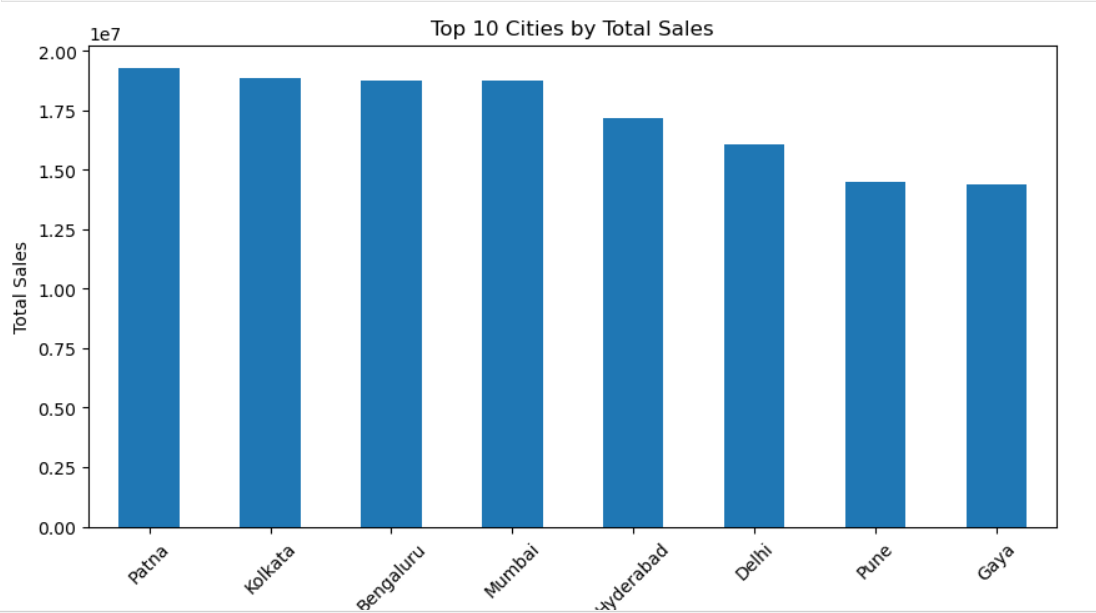 Top 10 Cities by Total Sales
1e7
2.00
1.75
1.50
1.25
1.00
0.75
0.50
0.25
0.00
Total Sales
Patna
Kolkata
Bengaluru
Mumbai
Hyderabad
Delhi
Pune
Gaya